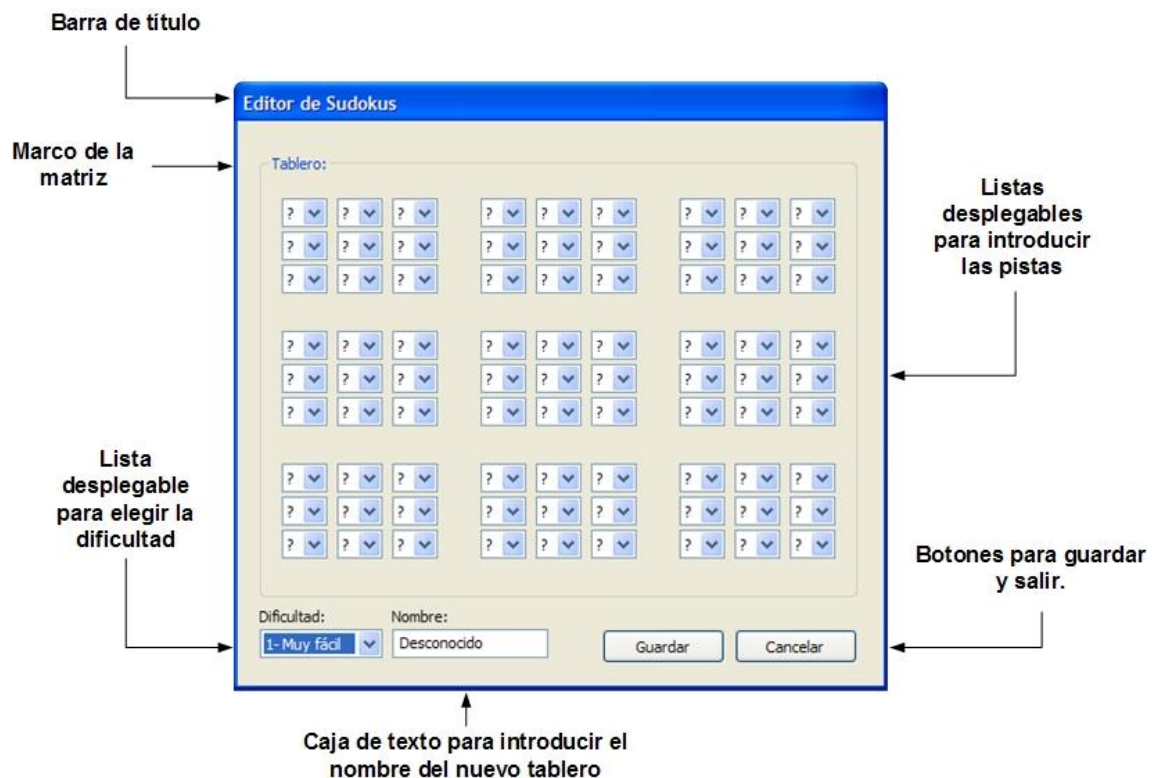 Barra de título
Editor de Sudokus
Marco de la
matriz
Tablero:
? ? ? ? ? ? ? ? ?
? ? ? ? ? ? ? ? ?
? ? ? ? ? ? ? ? ?
Listas
desplegables
para introducir
las pistas
? ? ? ? ? ? ? ? ?
? ? ? ? ? ? ? ? ?
? ? ? ? ? ? ? ? ?
Lista
desplegable
para elegir la
dificultad
? ? ? ? ? ? ? ? ?
? ? ? ? ? ? ? ? ?
? ? ? ? ? ? ? ? ?
Botones para guardar
y salir.
Dificultad: Nombre:
1- Muy fácil Desconocido Guardar Cancelar
Caja de texto para introducir el
nombre del nuevo tablero